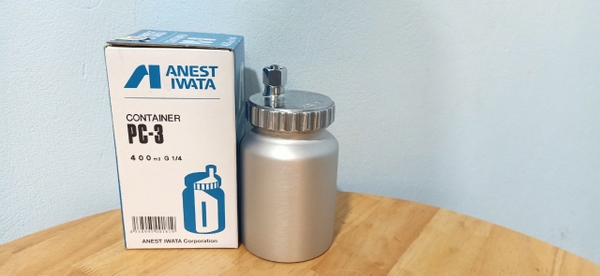 ANEST
IWATA
CONTAINER
PC-3
400 ml G 1/4
ANEST IWATA Corporation